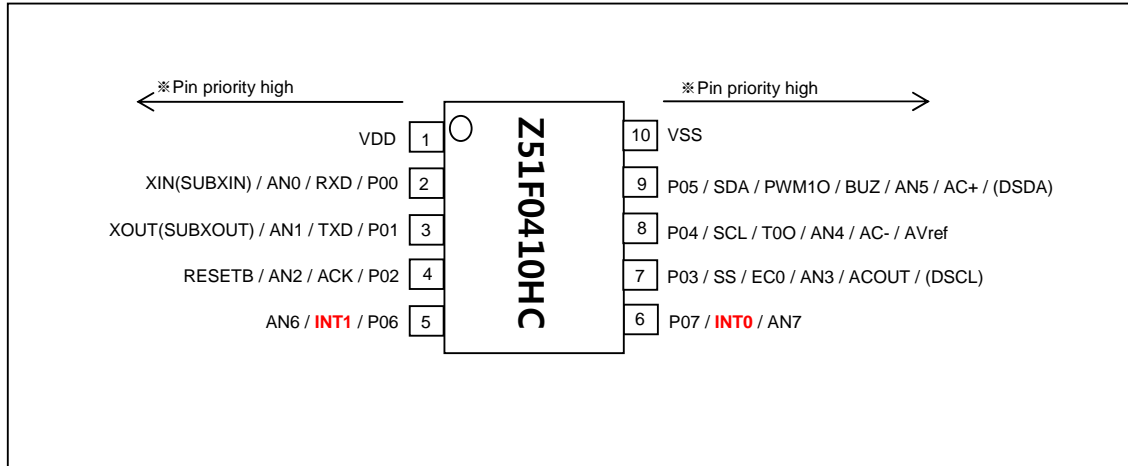 ※Pin priority high
※Pin priority high
VDD 1
10 VSS
XIN(SUBXIN) / AN0 / RXD / P00 2
9 P05 / SDA / PWM1O / BUZ / AN5 / AC+ / (DSDA)
XOUT(SUBXOUT) / AN1 / TXD / P01 3
8 P04 / SCL / T0O / AN4 / AC- / AVref
RESETB / AN2 / ACK / P02 4
7 P03 / SS / EC0 / AN3 / ACOUT / (DSCL)
AN6 / INT1 / P06 5
6 P07 / INT0 / AN7
Z51F0410HC